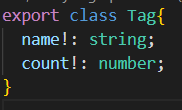 export class Tag{
  name!: string;
  count!: number;
}